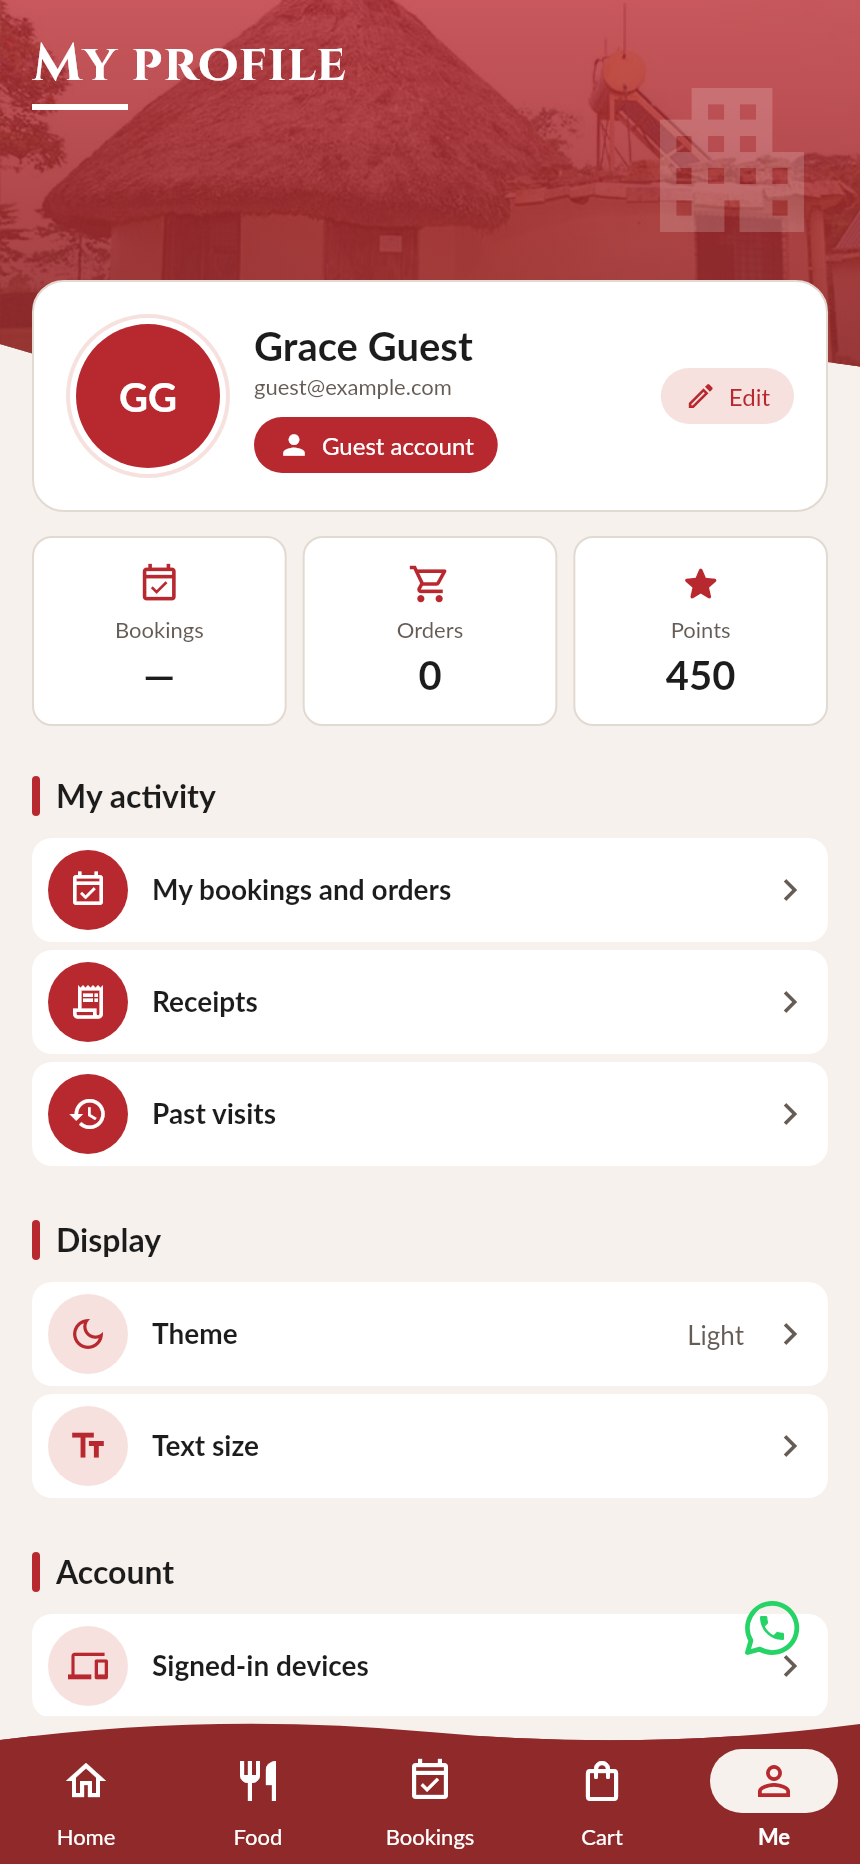 My profile
GG
Grace Guest
guest@example.com
Guest account
Edit
Bookings
—
Orders
0
Points
450
My activity
My bookings and orders
Receipts
Past visits
Display
Theme
Light
Text size
Account
Signed-in devices
Home
Food
Bookings
Cart
Me